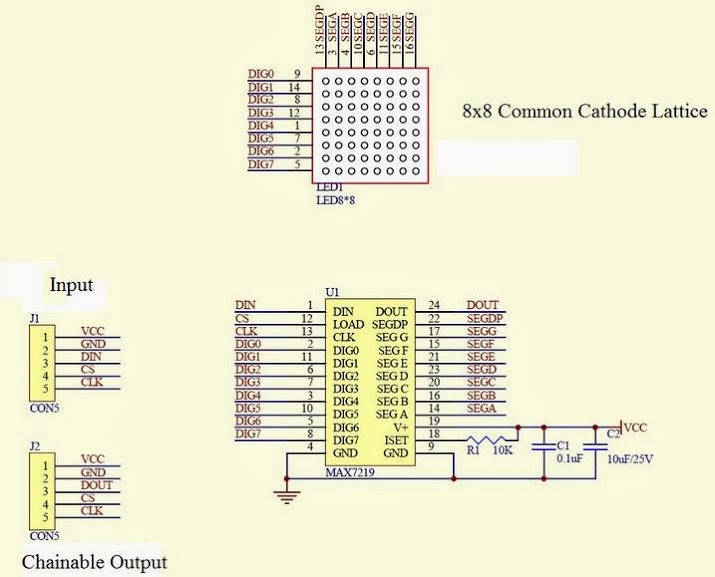 13 SEGDP
3 SEGA
4 SEGB
10 SEGC
6 SEGD
11 SEGE
15 SEGF
16 SEGG
DIG0 9
DIG1 14
DIG2 8
DIG3 12
DIG4 1
DIG5 7
DIG6 2
DIG7 5
8x8 Common Cathode Lattice
LED1
LED8*8
Input
J1
1 VCC
2 GND
3 DIN
4 CS
5 CLK
CON5
J2
1 VCC
2 GND
3 DOUT
4 CS
5 CLK
CON5
Chainable Output
U1
DIN 1 DIN DOUT 24 DOUT
CS 12 LOAD SEGDP 22 SEGDP
CLK 13 CLK SEG G 17 SEGG
DIG0 2 DIG0 SEG F 15 SEGF
DIG1 11 DIG1 SEG E 21 SEGE
DIG2 6 DIG2 SEG D 23 SEGD
DIG3 7 DIG3 SEG C 20 SEGC
DIG4 3 DIG4 SEG B 16 SEGB
DIG5 10 DIG5 SEG A 14 SEGA
DIG6 5 DIG6 V+ 19
DIG7 8 DIG7 ISET 18
4 GND GND 9
MAX7219
R1 10K
C1
0.1uF
C2
10uF/25V
VCC